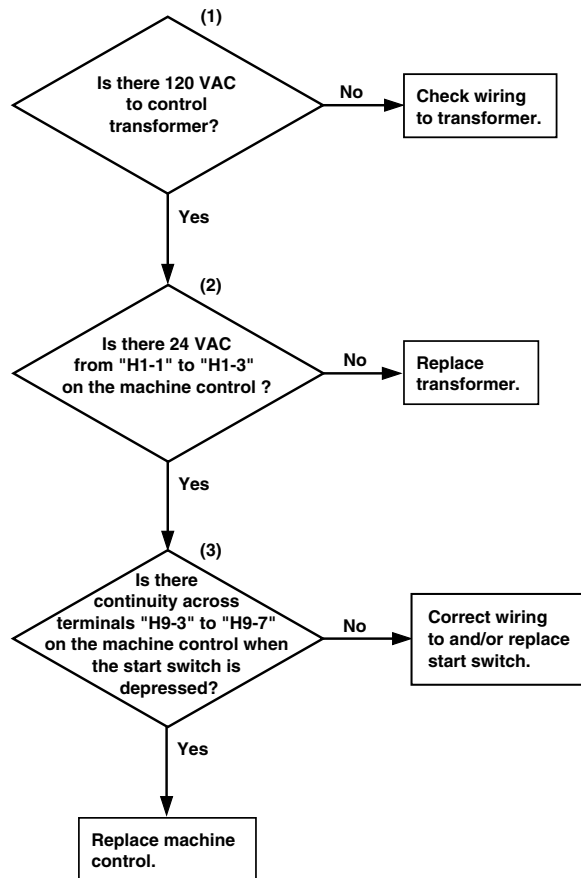 (1)
Is there 120 VAC
to control
transformer?
No
Check wiring
to transformer.
Yes
(2)
Is there 24 VAC
from "H1-1" to "H1-3"
on the machine control ?
No
Replace
transformer.
Yes
(3)
Is there
continuity across
terminals "H9-3" to "H9-7"
on the machine control when
the start switch is
depressed?
No
Correct wiring
to and/or replace
start switch.
Yes
Replace machine
control.